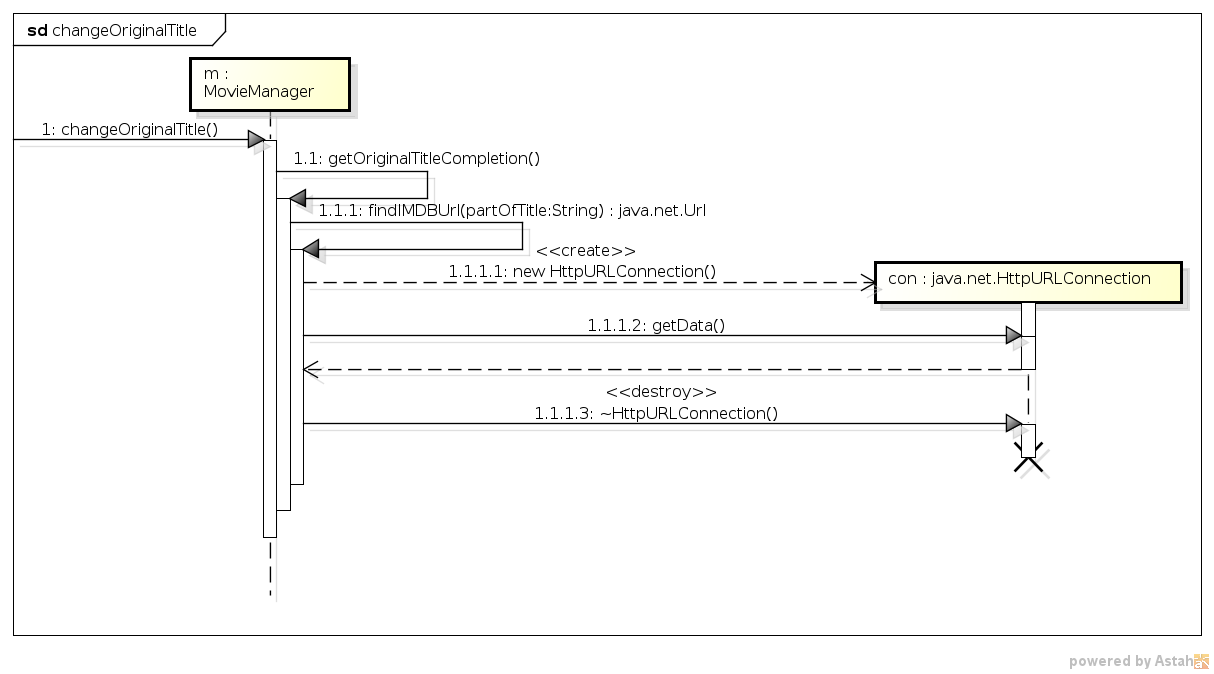 sd changeOriginalTitle
m :
MovieManager
1: changeOriginalTitle()
1.1: getOriginalTitleCompletion()
1.1.1: findIMDBUrl(partOfTitle:String) : java.net.Url
<<create>>
1.1.1.1: new HttpURLConnection()
con : java.net.HttpURLConnection
1.1.1.2: getData()
<<destroy>>
1.1.1.3: ~HttpURLConnection()
powered by Astah